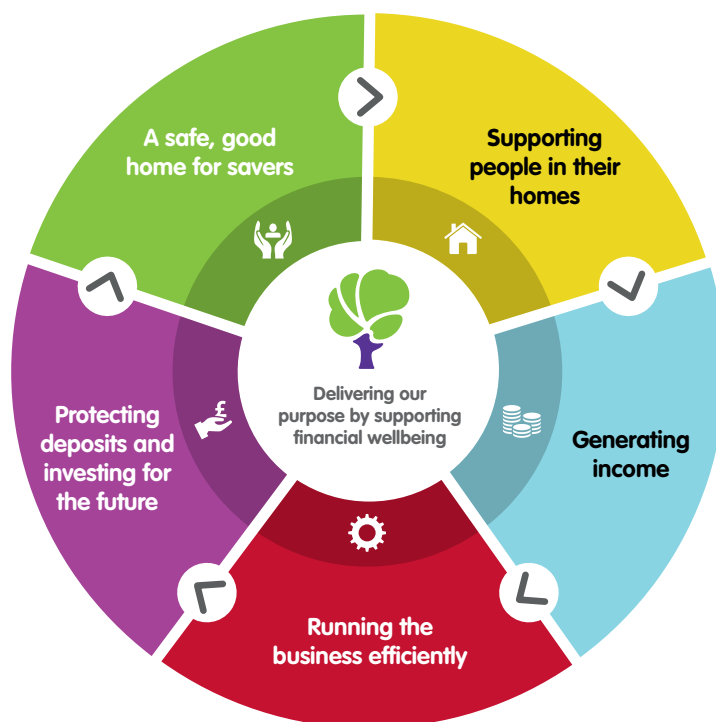 A safe, good
home for savers
Supporting
people in their
homes
Generating
income
Running the
business efficiently
Protecting
deposits and
investing for
the future
£
Delivering our
purpose by supporting
financial wellbeing